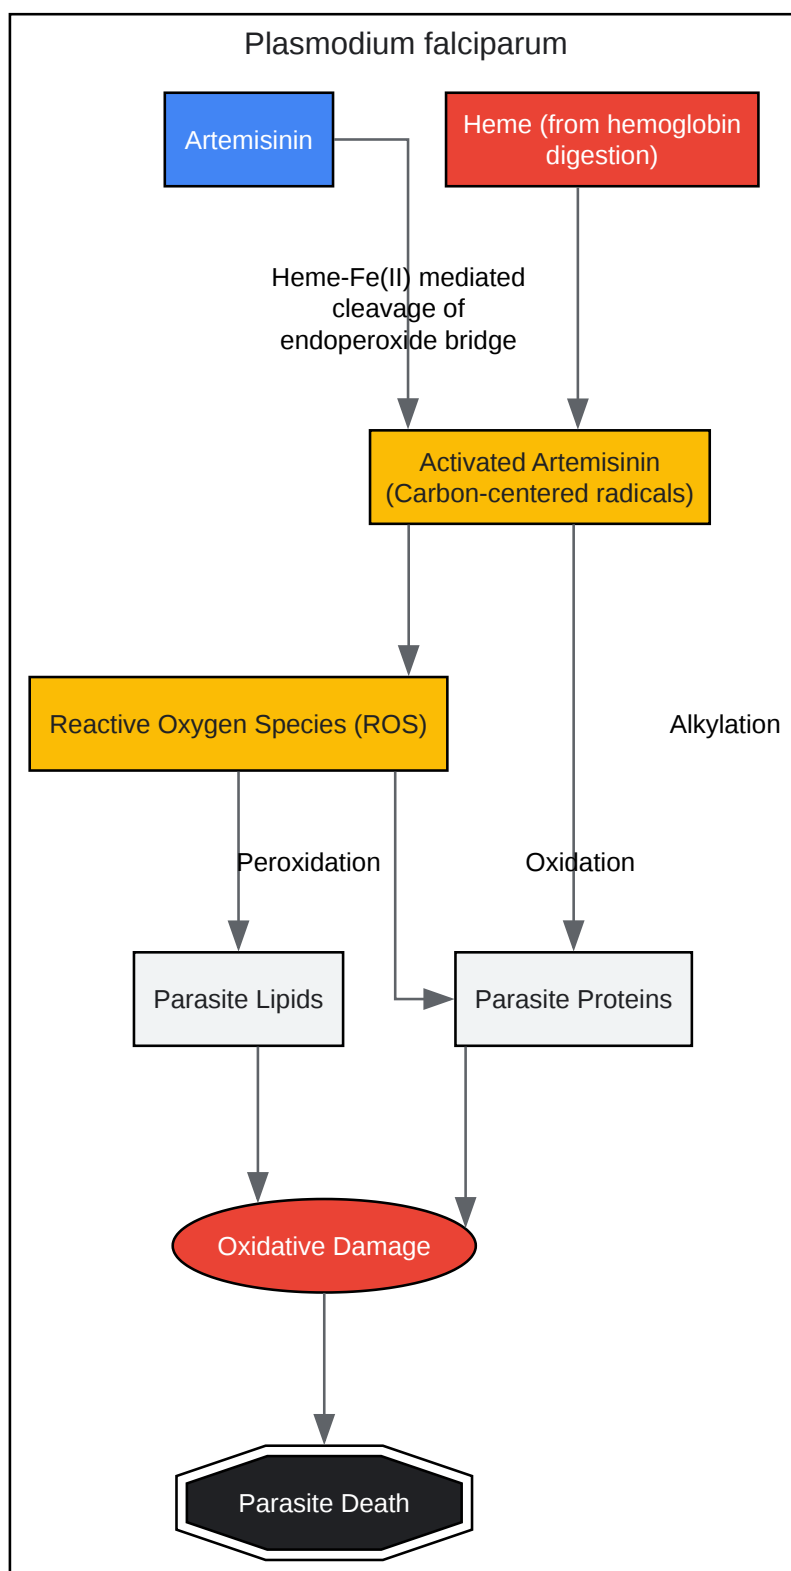 Plasmodium falciparum
Artemisinin
Heme (from hemoglobin
digestion)
Heme-Fe(II) mediated
cleavage of
endoperoxide bridge
Activated Artemisinin
(Carbon-centered radicals)
Reactive Oxygen Species (ROS)
Alkylation
Peroxidation
Oxidation
Parasite Lipids
Parasite Proteins
Oxidative Damage
Parasite Death